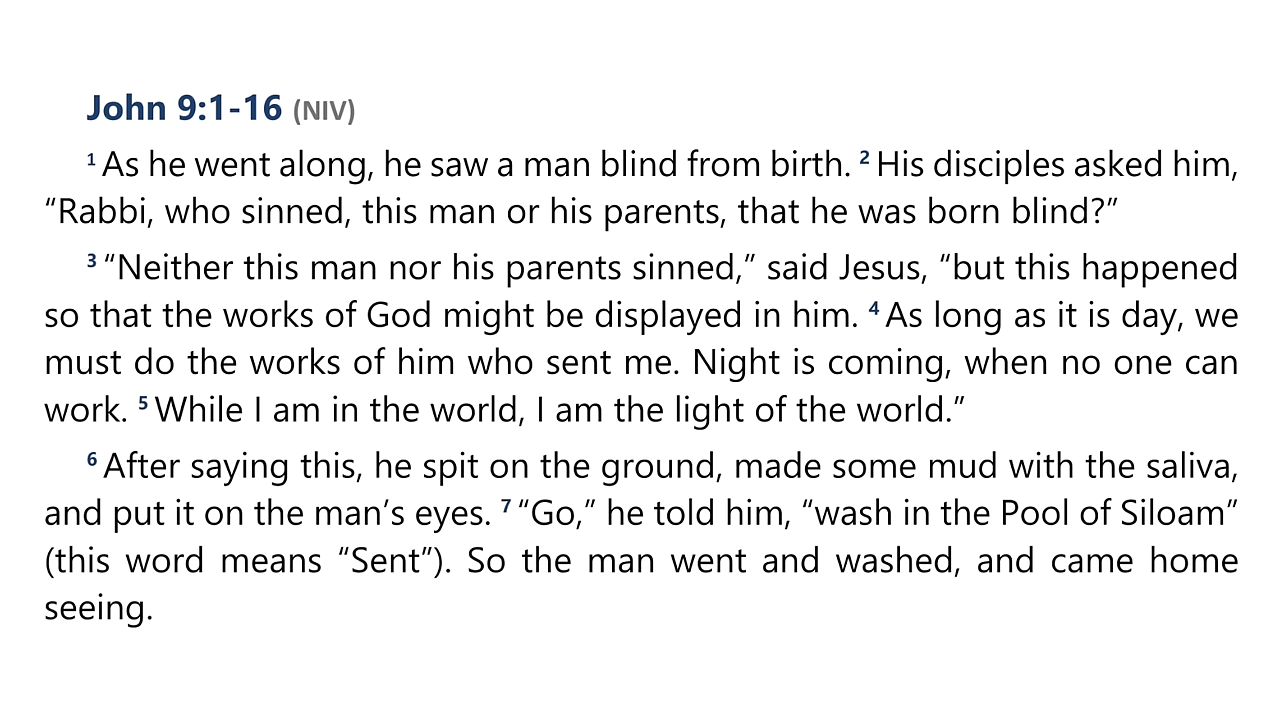 John 9:1-16 (NIV)
1 As he went along, he saw a man blind from birth. 2 His disciples asked him,
“Rabbi, who sinned, this man or his parents, that he was born blind?”
3 “Neither this man nor his parents sinned,” said Jesus, “but this happened
so that the works of God might be displayed in him. 4 As long as it is day, we
must do the works of him who sent me. Night is coming, when no one can
work. 5 While I am in the world, I am the light of the world.”
6 After saying this, he spit on the ground, made some mud with the saliva,
and put it on the man’s eyes. 7 “Go,” he told him, “wash in the Pool of Siloam”
(this word means “Sent”). So the man went and washed, and came home
seeing.